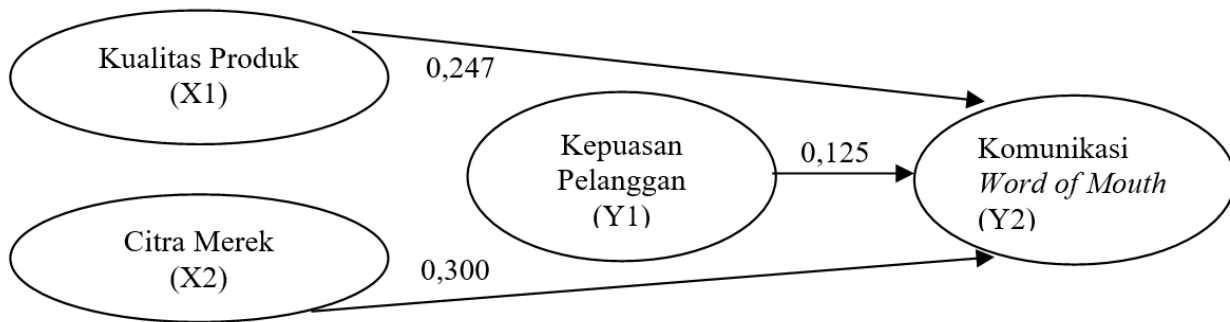 Kualitas Produk
(X1)
0,247
Kepuasan
Pelanggan
(Y1)
0,125
Komunikasi
Word of Mouth
(Y2)
Citra Merek
(X2)
0,300